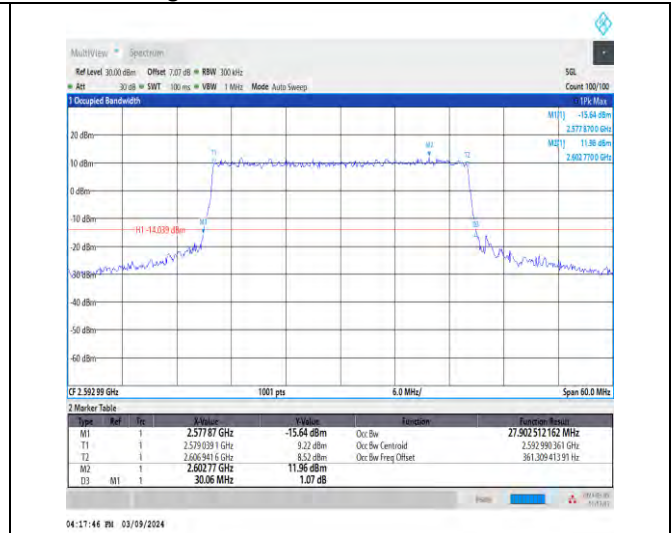 MultiView Spectrum
Ref Level 30.00 dBm Offset 7.07 dB RBW 300 kHz SGL
Att 30 dB SWT 100 ms VBW 1 MHz Mode Auto Sweep Count 100/100
1 Occupied Bandwidth 1Pk Max
M1[1] -15.64 dBm
2.577 8700 GHz
M2[1] 11.96 dBm
2.602 7700 GHz
20 dBm
T1 M2 T2
10 dBm
0 dBm
-10 dBm
M1 D3
H1 -14.039 dBm
-20 dBm
-30 dBm
-40 dBm
-50 dBm
-60 dBm
CF 2.592 99 GHz 1001 pts 6.0 MHz/ Span 60.0 MHz
2 Marker Table
Type Ref Trc X-Value Y-Value Function Function Result
M1 1 2.57787 GHz -15.64 dBm Occ Bw 27.902 512 162 MHz
T1 1 2.579 039 1 GHz 9.22 dBm Occ Bw Centroid 2.592 990 361 GHz
T2 1 2.606 941 6 GHz 8.52 dBm Occ Bw Freq Offset 361.309 413 91 Hz
M2 1 2.60277 GHz 11.96 dBm
D3 M1 1 30.06 MHz 1.07 dB
04:17:46 PM 03/09/2024